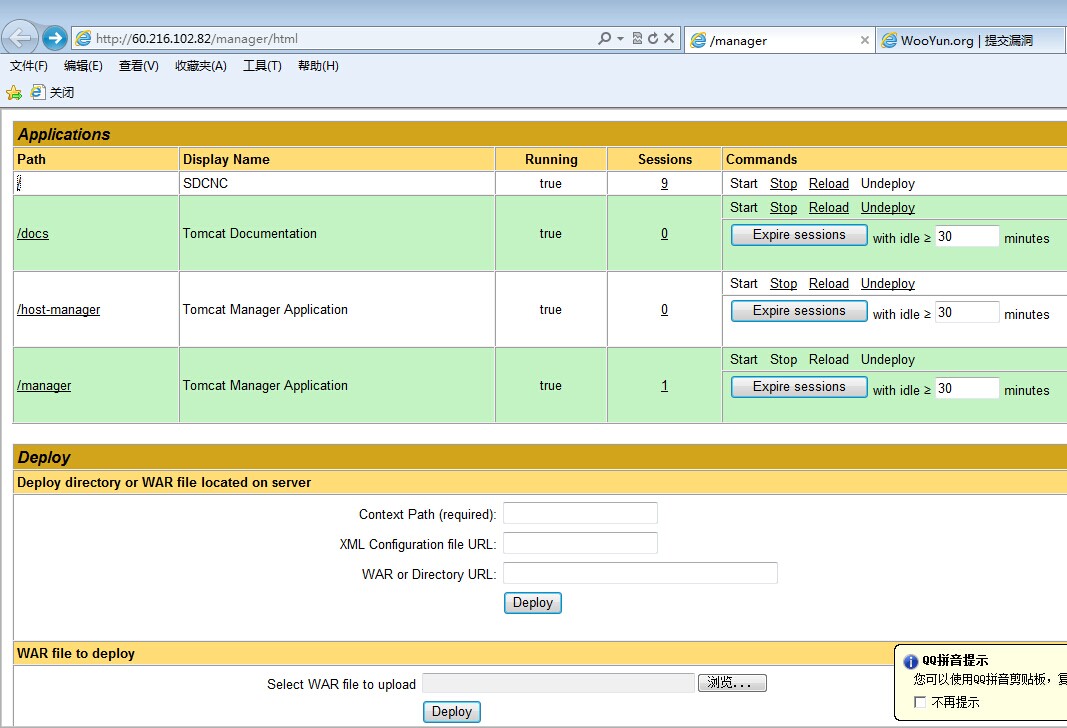 http://60.216.102.82/manager/html
/manager
WooYun.org | 提交漏洞
文件(F) 编辑(E) 查看(V) 收藏夹(A) 工具(T) 帮助(H)
关闭
Applications
Path Display Name Running Sessions Commands
/ SDCNC true 9 Start Stop Reload Undeploy
Start Stop Reload Undeploy
/docs Tomcat Documentation true 0 Expire sessions with idle ≥ 30 minutes
Start Stop Reload Undeploy
/host-manager Tomcat Manager Application true 0 Expire sessions with idle ≥ 30 minutes
Start Stop Reload Undeploy
/manager Tomcat Manager Application true 1 Expire sessions with idle ≥ 30 minutes
Deploy
Deploy directory or WAR file located on server
Context Path (required):
XML Configuration file URL:
WAR or Directory URL:
Deploy
WAR file to deploy
Select WAR file to upload 浏览...
Deploy
QQ拼音提示
您可以使用QQ拼音剪贴板，复
不再提示